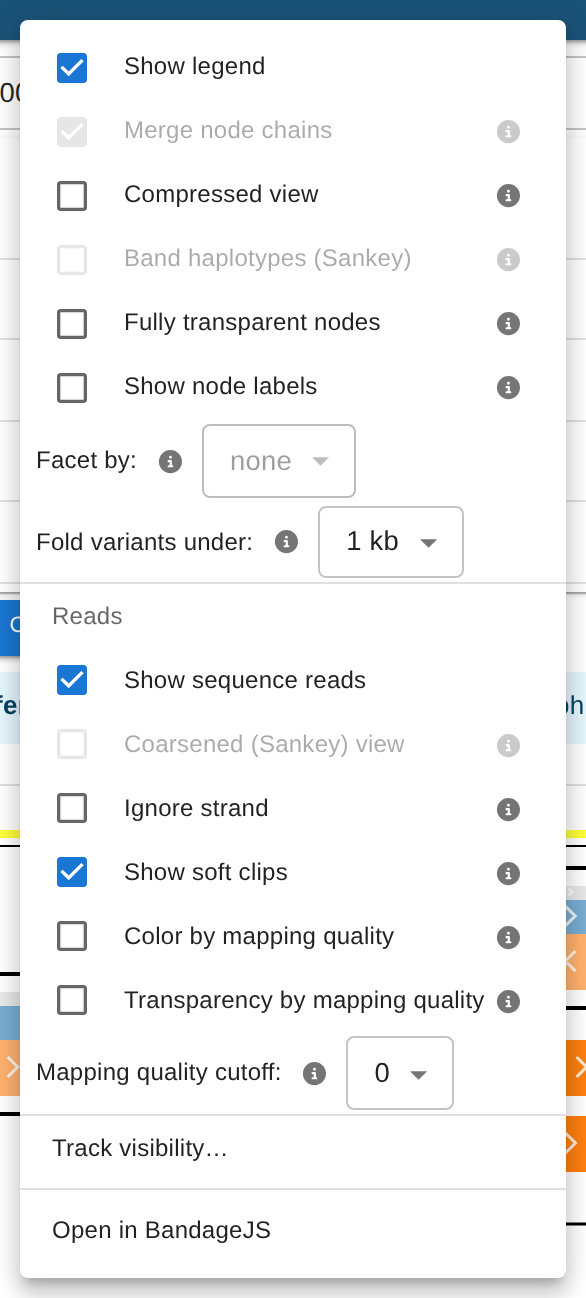 Show legend
Merge node chains
Compressed view
Band haplotypes (Sankey)
Fully transparent nodes
Show node labels
Facet by: none
Fold variants under: 1 kb
Reads
Show sequence reads
Coarsened (Sankey) view
Ignore strand
Show soft clips
Color by mapping quality
Transparency by mapping quality
Mapping quality cutoff: 0
Track visibility…
Open in BandageJS